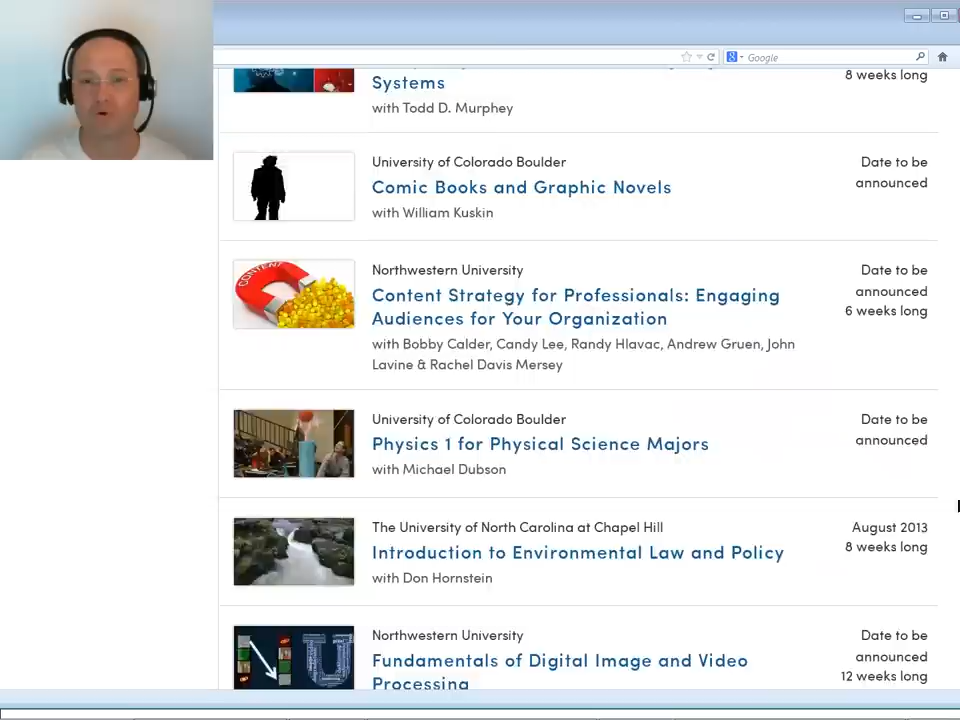 Google
8 weeks long
Systems
with Todd D. Murphey
University of Colorado Boulder
Date to be
announced
Comic Books and Graphic Novels
with William Kuskin
CONTENT
Northwestern University
Date to be
announced
6 weeks long
Content Strategy for Professionals: Engaging
Audiences for Your Organization
with Bobby Calder, Candy Lee, Randy Hlavac, Andrew Gruen, John
Lavine & Rachel Davis Mersey
University of Colorado Boulder
Date to be
announced
Physics 1 for Physical Science Majors
with Michael Dubson
The University of North Carolina at Chapel Hill
August 2013
8 weeks long
Introduction to Environmental Law and Policy
with Don Hornstein
Northwestern University
Date to be
announced
12 weeks long
Fundamentals of Digital Image and Video
Processing